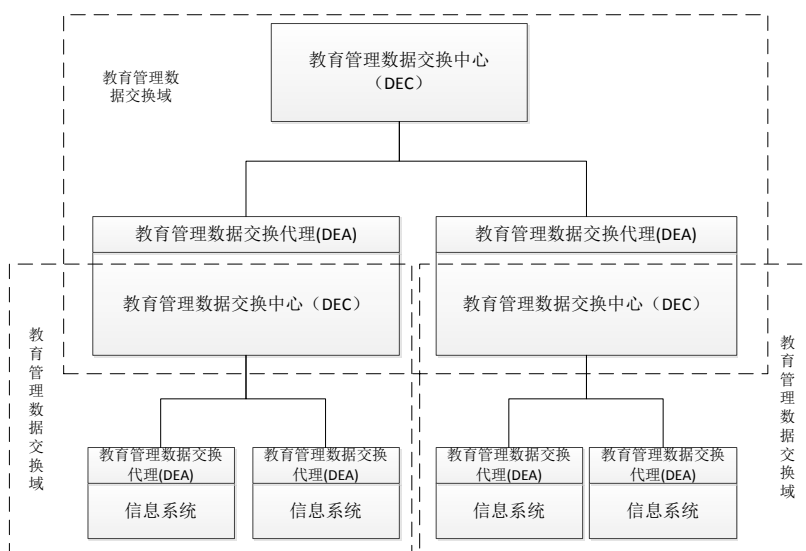 教育管理数据交换中心
（DEC）
教育管理数
据交换域
教育管理数据交换代理(DEA)
教育管理数据交换代理(DEA)
教育管理数据交换中心（DEC）
教育管理数据交换中心（DEC）
教育管理数据交换域
教育管理数据交换域
教育管理数据交换
代理(DEA)
信息系统
教育管理数据交换
代理(DEA)
信息系统
教育管理数据交换
代理(DEA)
信息系统
教育管理数据交换
代理(DEA)
信息系统